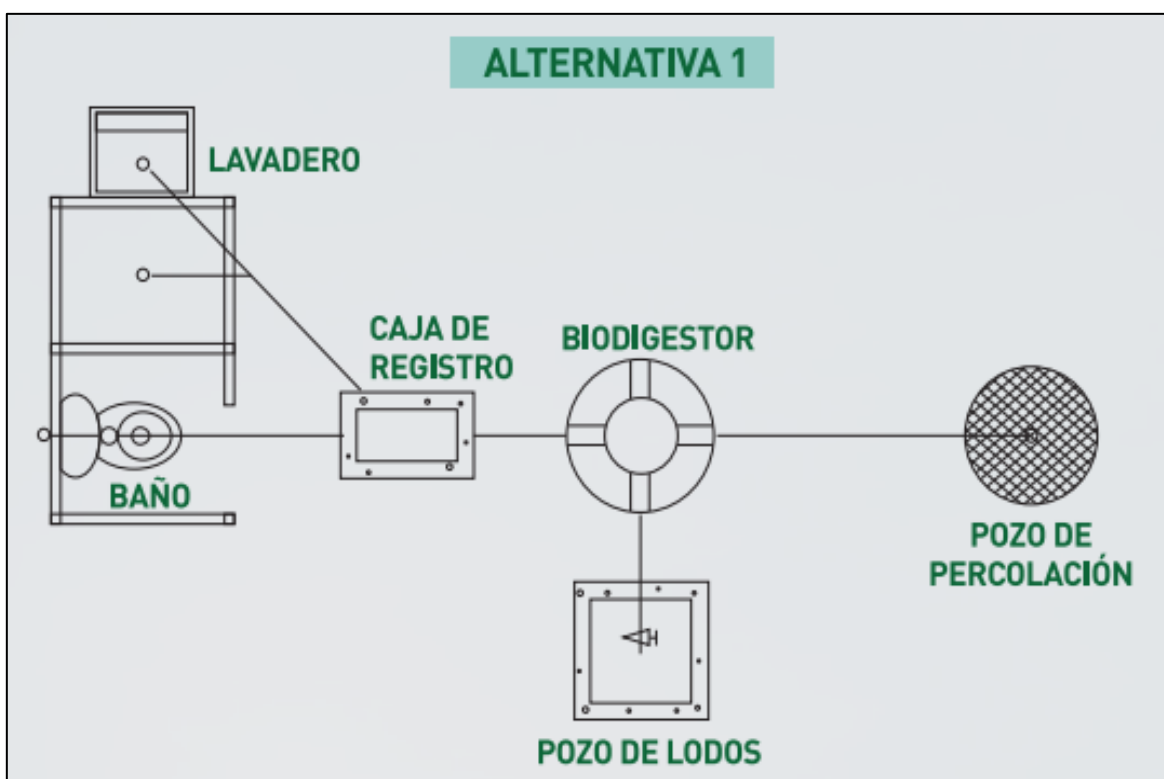 ALTERNATIVA 1
LAVADERO
CAJA DE
REGISTRO
BIODIGESTOR
BAÑO
POZO DE
PERCOLACIÓN
POZO DE LODOS